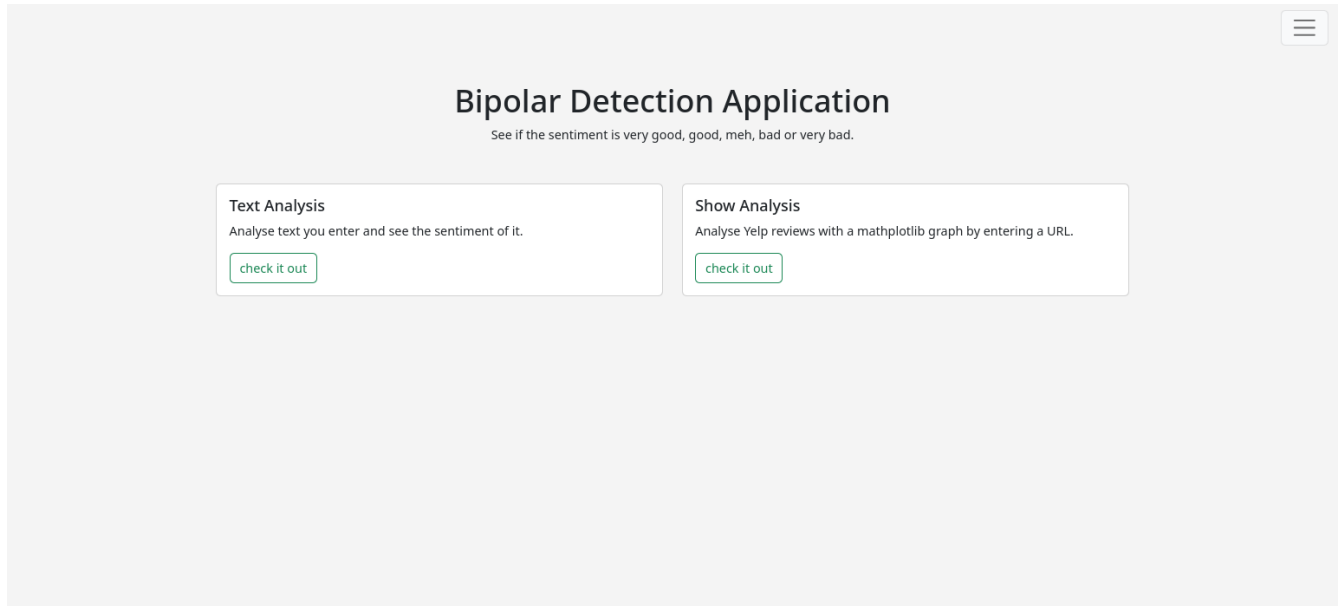 Bipolar Detection Application
See if the sentiment is very good, good, meh, bad or very bad.
Text Analysis
Analyse text you enter and see the sentiment of it.
check it out
Show Analysis
Analyse Yelp reviews with a mathplotlib graph by entering a URL.
check it out